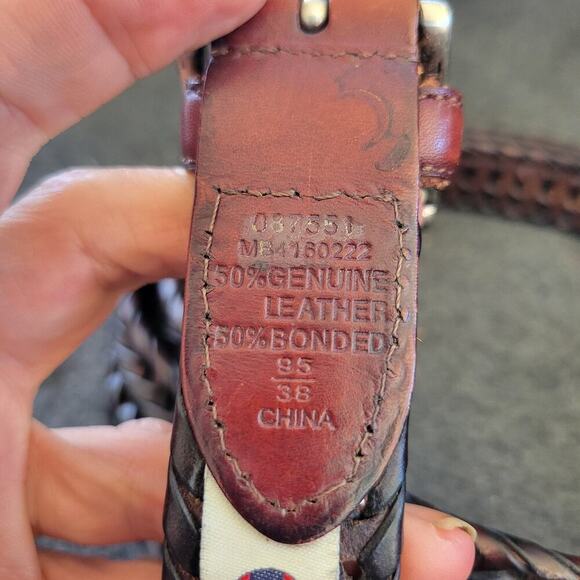 087551
MB4160222
50%GENUINE
LEATHER
50%BONDED
95
38
CHINA